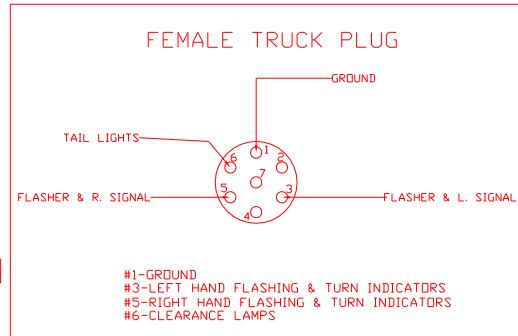 FEMALE TRUCK PLUG
GROUND
TAIL LIGHTS
1
6
2
7
5
3
FLASHER & R. SIGNAL
FLASHER & L. SIGNAL
4
#1-GROUND
#3-LEFT HAND FLASHING & TURN INDICATORS
#5-RIGHT HAND FLASHING & TURN INDICATORS
#6-CLEARANCE LAMPS